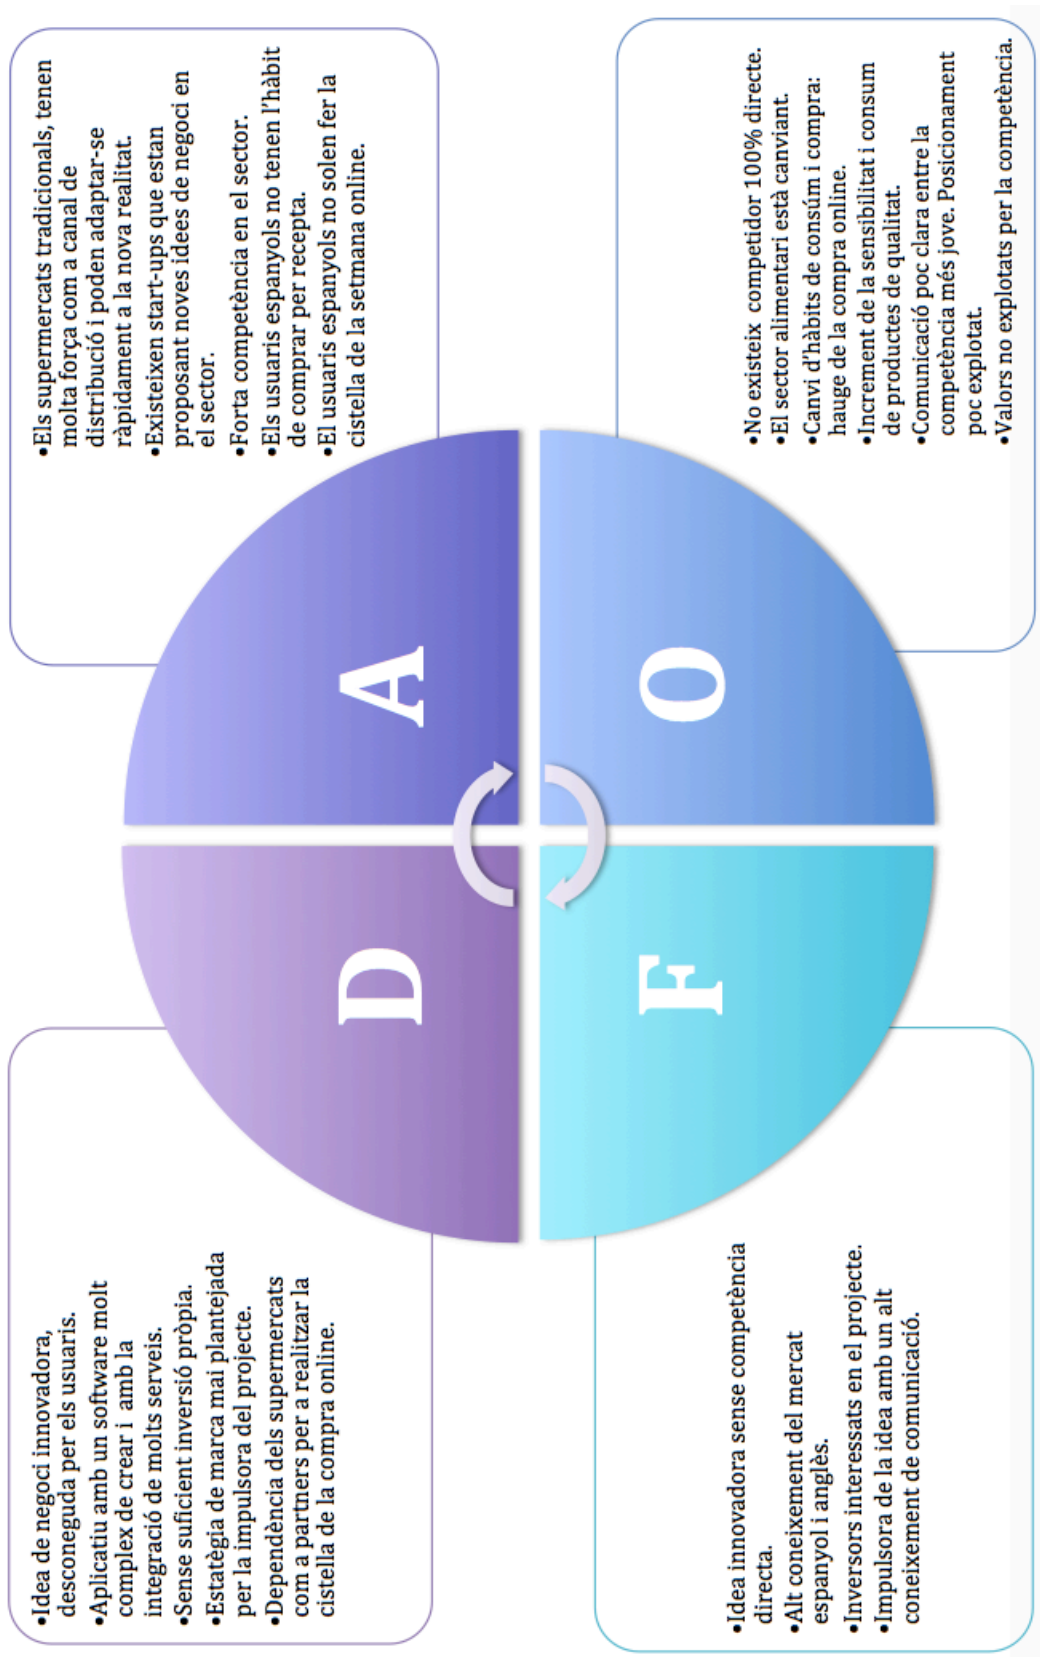 •Idea de negoci innovadora,
desconeguda per els usuaris.
•Aplicatiu amb un software molt
complex de crear i amb la
integració de molts serveis.
•Sense suficient inversió pròpia.
•Estatègia de marca mai plantejada
per la impulsora del projecte.
•Dependència dels supermercats
com a partners per a realitzar la
cistella de la compra online.
D
A
•Els supermercats tradicionals, tenen
molta força com a canal de
distribució i poden adaptar-se
ràpidament a la nova realitat.
•Existeixen start-ups que estan
proposant noves idees de negoci en
el sector.
•Forta competència en el sector.
•Els usuaris espanyols no tenen l'hàbit
de comprar per recepta.
•El usuaris espanyols no solen fer la
cistella de la setmana online.
F
O
•Idea innovadora sense competència
directa.
•Alt coneixement del mercat
espanyol i anglès.
•Inversors interessats en el projecte.
•Impulsora de la idea amb un alt
coneixement de comunicació.
•No existeix competidor 100% directe.
•El sector alimentari està canviant.
•Canvi d'hàbits de consúm i compra:
hauge de la compra online.
•Increment de la sensibilitat i consum
de productes de qualitat.
•Comunicació poc clara entre la
competència més jove. Posicionament
poc explotat.
•Valors no explotats per la competència.